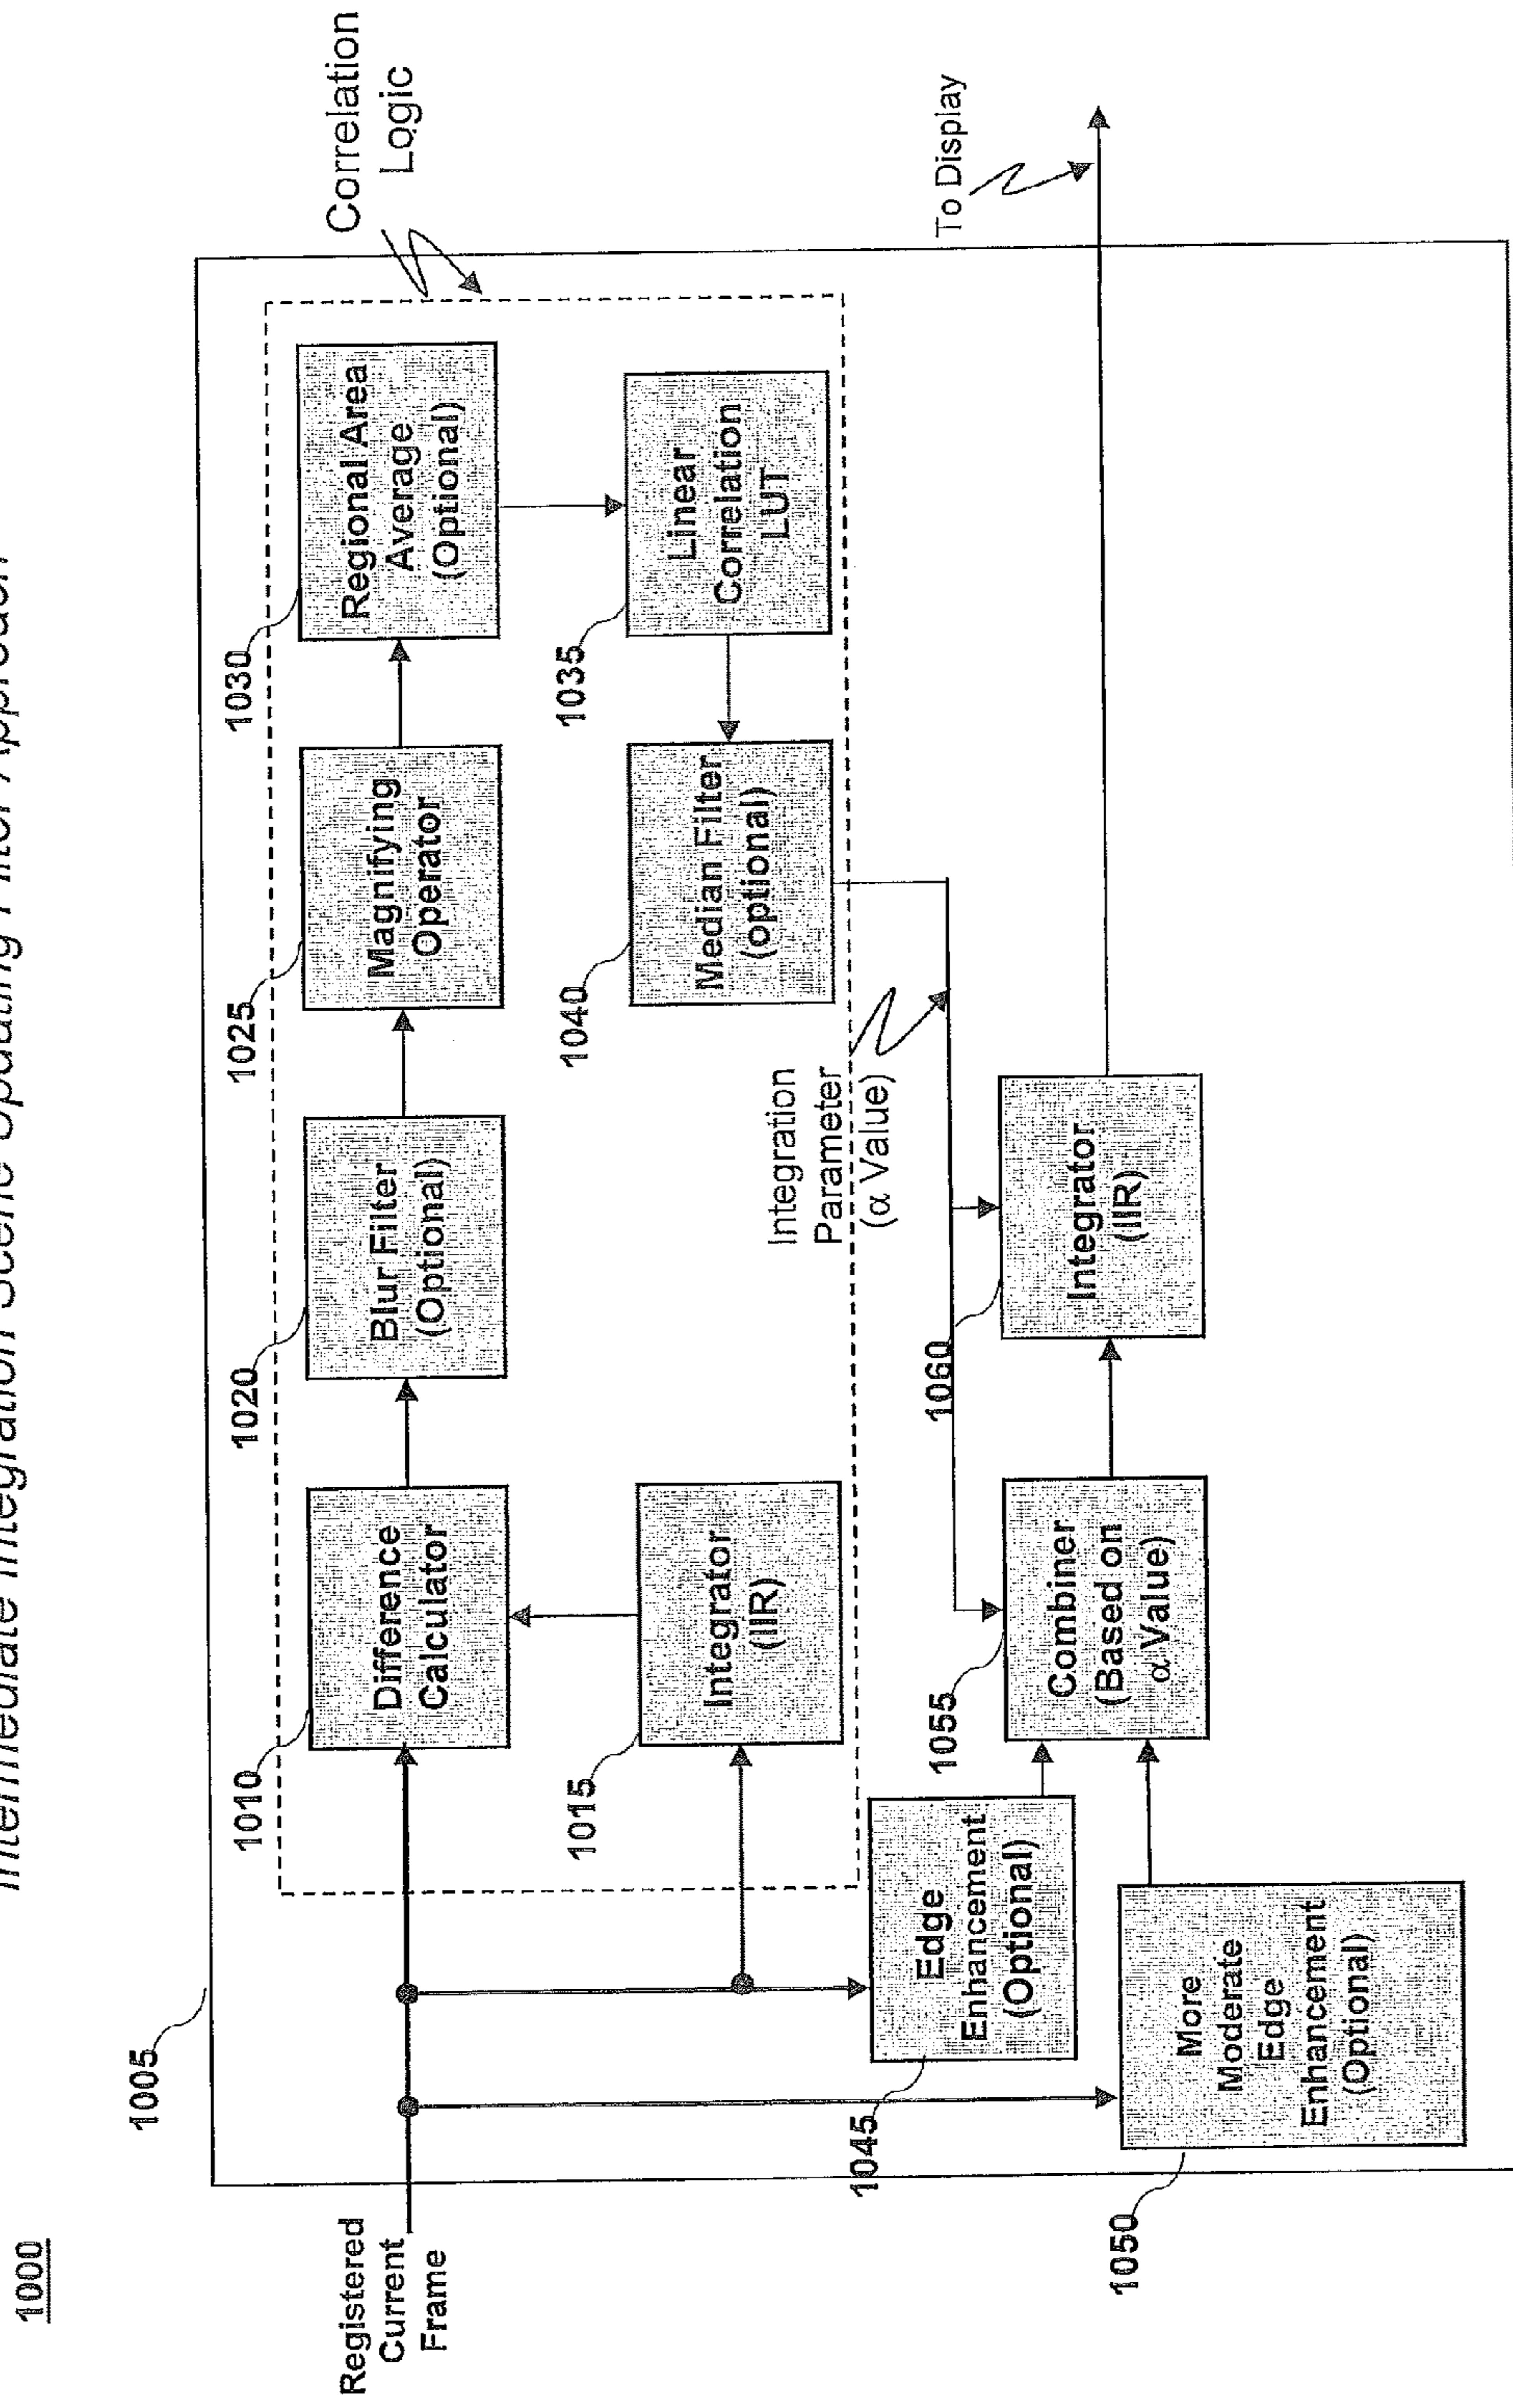 1000
Intermediate Integration Scene Updating Filter Approach
1005
Correlation
Logic
Registered
Current
Frame
1010
Difference
Calculator
1020
Blur Filter
(Optional)
1025
Magnifying
Operator
1030
Regional Area
Average
(Optional)
1015
Integrator
(IIR)
1040
Median Filter
(optional)
1035
Linear
Correlation
LUT
Integration
Parameter
(α Value)
1045
Edge
Enhancement
(Optional)
1050
More
Moderate
Edge
Enhancement
(Optional)
1055
Combiner
(Based on
α Value)
1060
Integrator
(IIR)
To Display